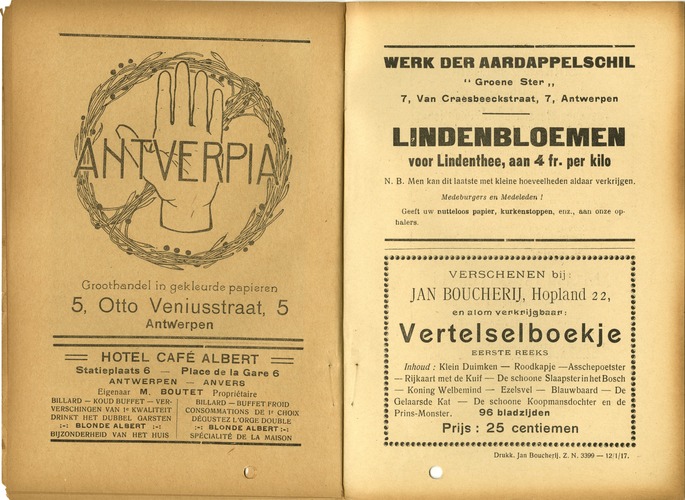 ANTVERPIA
Groothandel in gekleurde papieren
5, Otto Veniusstraat, 5
Antwerpen
HOTEL CAFÉ ALBERT
Statieplaats 6 — Place de la Gare 6
ANTWERPEN — ANVERS
Eigenaar M. BOUTET Propriétaire
BILLARD — KOUD BUFFET — VER-
VERSCHINGEN VAN 1e KWALITEIT
DRINKT HET DUBBEL GARSTEN
:-: BLONDE ALBERT :-:
BIJZONDERHEID VAN HET HUIS
BILLARD — BUFFET FROID
CONSOMMATIONS DE 1e CHOIX
DÉGUSTEZ L'ORGE DOUBLE
:-: BLONDE ALBERT :-:
SPÉCIALITÉ DE LA MAISON
WERK DER AARDAPPELSCHIL
" Groene Ster „
7, Van Craesbeeckstraat, 7, Antwerpen
LINDENBLOEMEN
voor Lindenthee, aan 4 fr. per kilo
N. B. Men kan dit laatste met kleine hoeveelheden aldaar verkrijgen.
Medeburgers en Medeleden !
Geeft uw nutteloos papier, kurkenstoppen, enz., aan onze op-
halers.
VERSCHENEN bij:
JAN BOUCHERIJ, Hopland 22,
en alom verkrijgbaar:
Vertelselboekje
EERSTE REEKS
Inhoud : Klein Duimken — Roodkapje — Asschepoetster
— Rijkaart met de Kuif — De schoone Slaapster in het Bosch
— Koning Welbemind — Ezelsvel — Blauwbaard — De
Gelaarsde Kat — De schoone Koopmansdochter en de
Prins-Monster. 96 bladzijden
Prijs : 25 centiemen
Drukk. Jan Boucherij. Z. N. 3399 — 12/1/17.